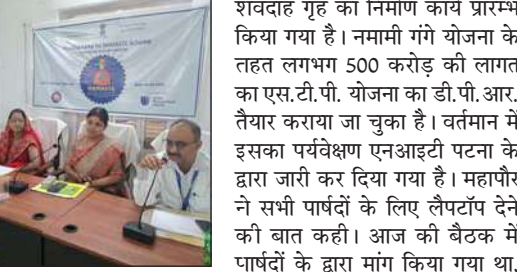 शवदाह गृह का निर्माण कार्य प्रारम्भ
किया गया है। नमामी गंगे योजना के
तहत लगभग 500 करोड़ की लागत
का एस.टी.पी. योजना का डी.पी.आर.
तैयार कराया जा चुका है। वर्तमान में
इसका पर्यवेक्षण एनआइटी पटना के
द्वारा जारी कर दिया गया है। महापौर
ने सभी पार्षदों के लिए लैपटॉप देने
की बात कही। आज की बैठक में
पार्षदों के द्वारा मांग किया गया था,
NAMASTE